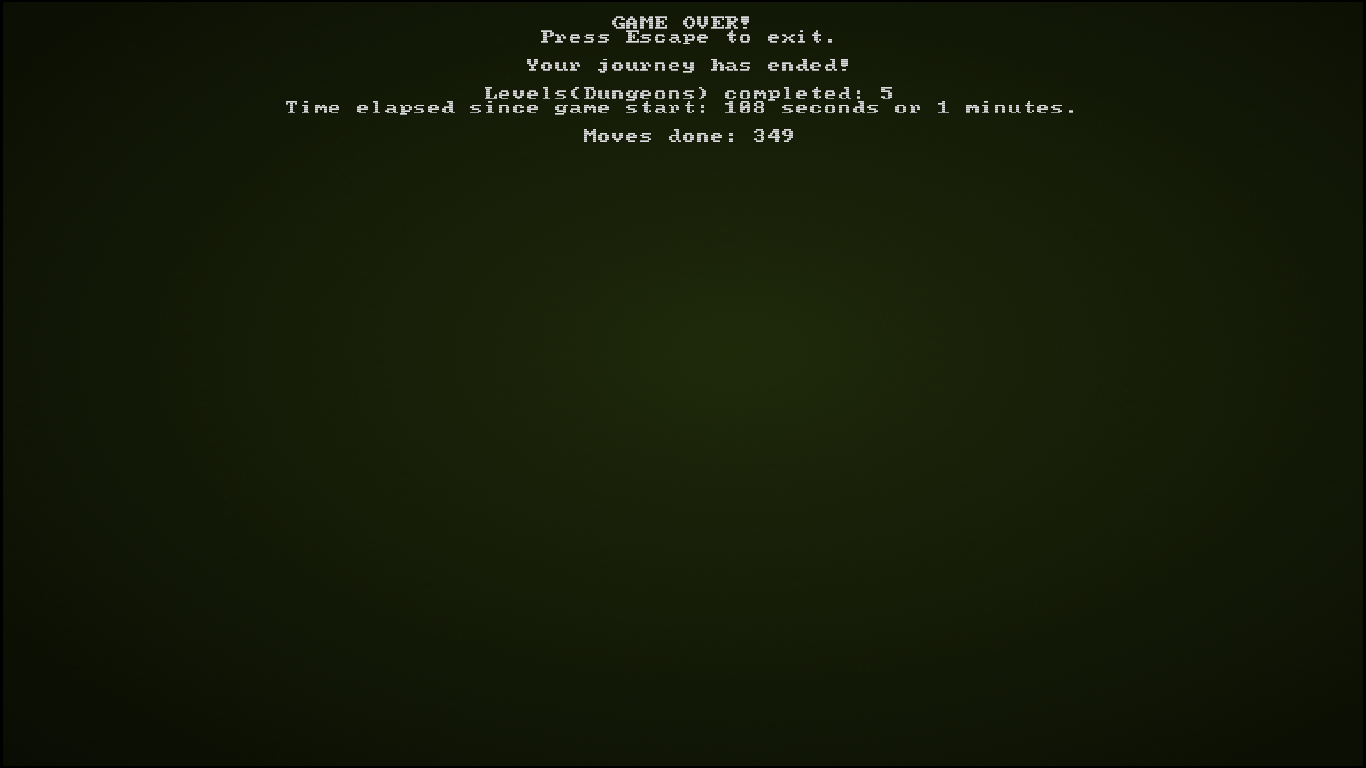 GAME OVER!
Press Escape to exit.
Your journey has ended!
Levels(Dungeons) completed: 5
Time elapsed since game start: 108 seconds or 1 minutes.
Moves done: 349